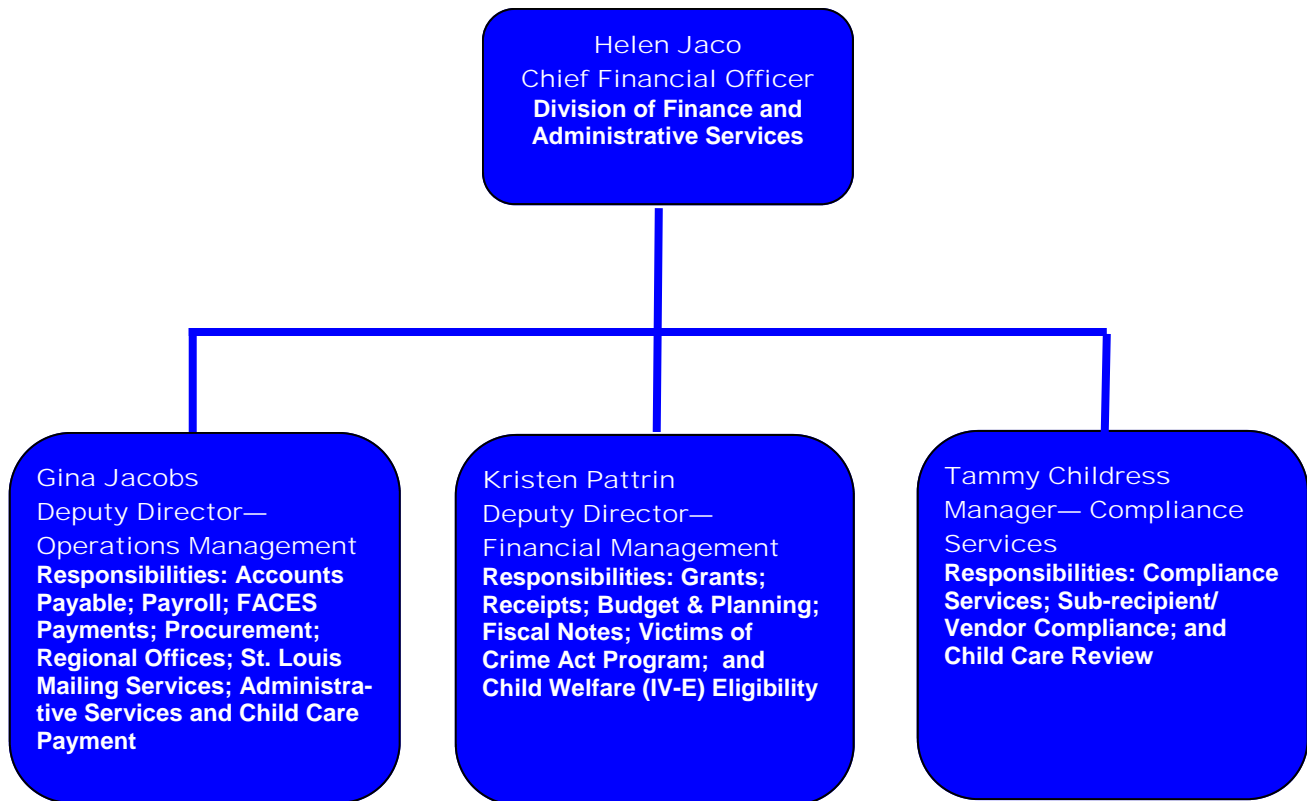 Helen Jaco
Chief Financial Officer
Division of Finance and
Administrative Services
Gina Jacobs
Deputy Director—
Operations Management
Responsibilities: Accounts
Payable; Payroll; FACES
Payments; Procurement;
Regional Offices; St. Louis
Mailing Services; Administra-
tive Services and Child Care
Payment
Kristen Pattrin
Deputy Director—
Financial Management
Responsibilities: Grants;
Receipts; Budget & Planning;
Fiscal Notes; Victims of
Crime Act Program;  and
Child Welfare (IV-E) Eligibility
Tammy Childress
Manager— Compliance
Services
Responsibilities: Compliance
Services; Sub-recipient/
Vendor Compliance; and
Child Care Review